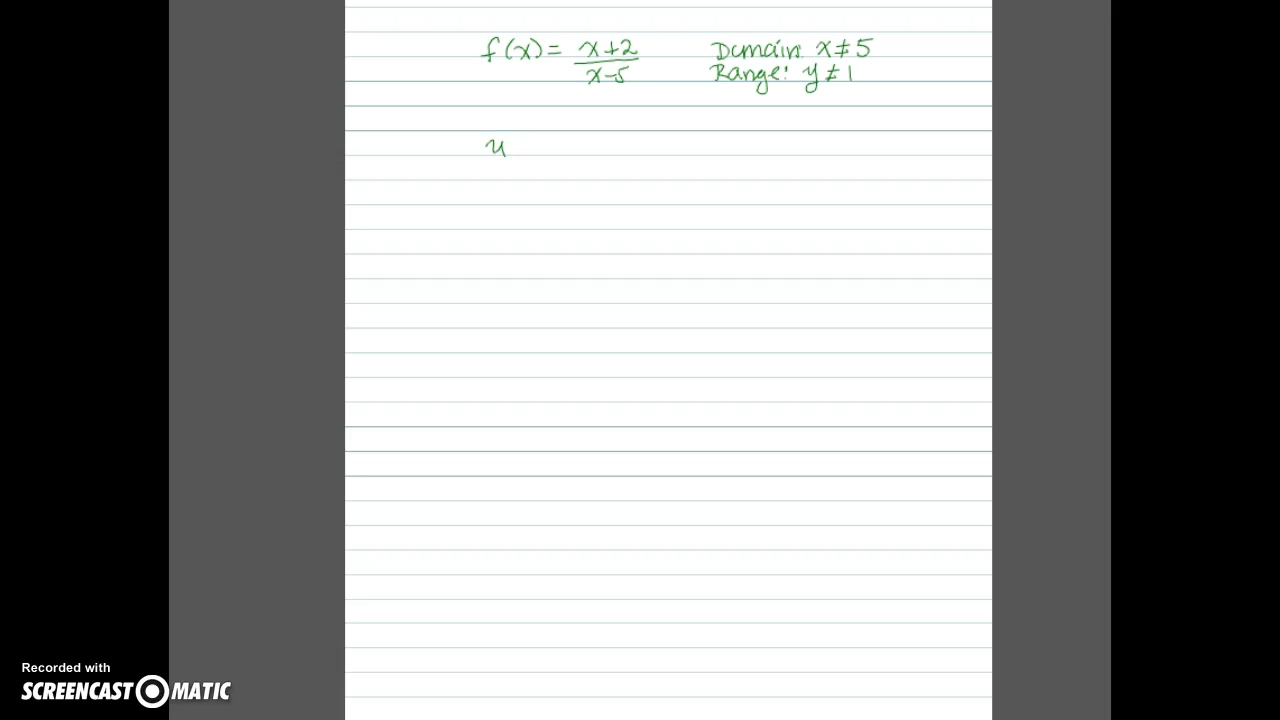 f(x) = x+2 Domain: x≠5
x-5 Range: y≠1
Recorded with
SCREENCAST-O-MATIC